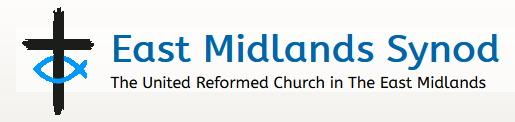 East Midlands Synod
The United Reformed Church in The East Midlands